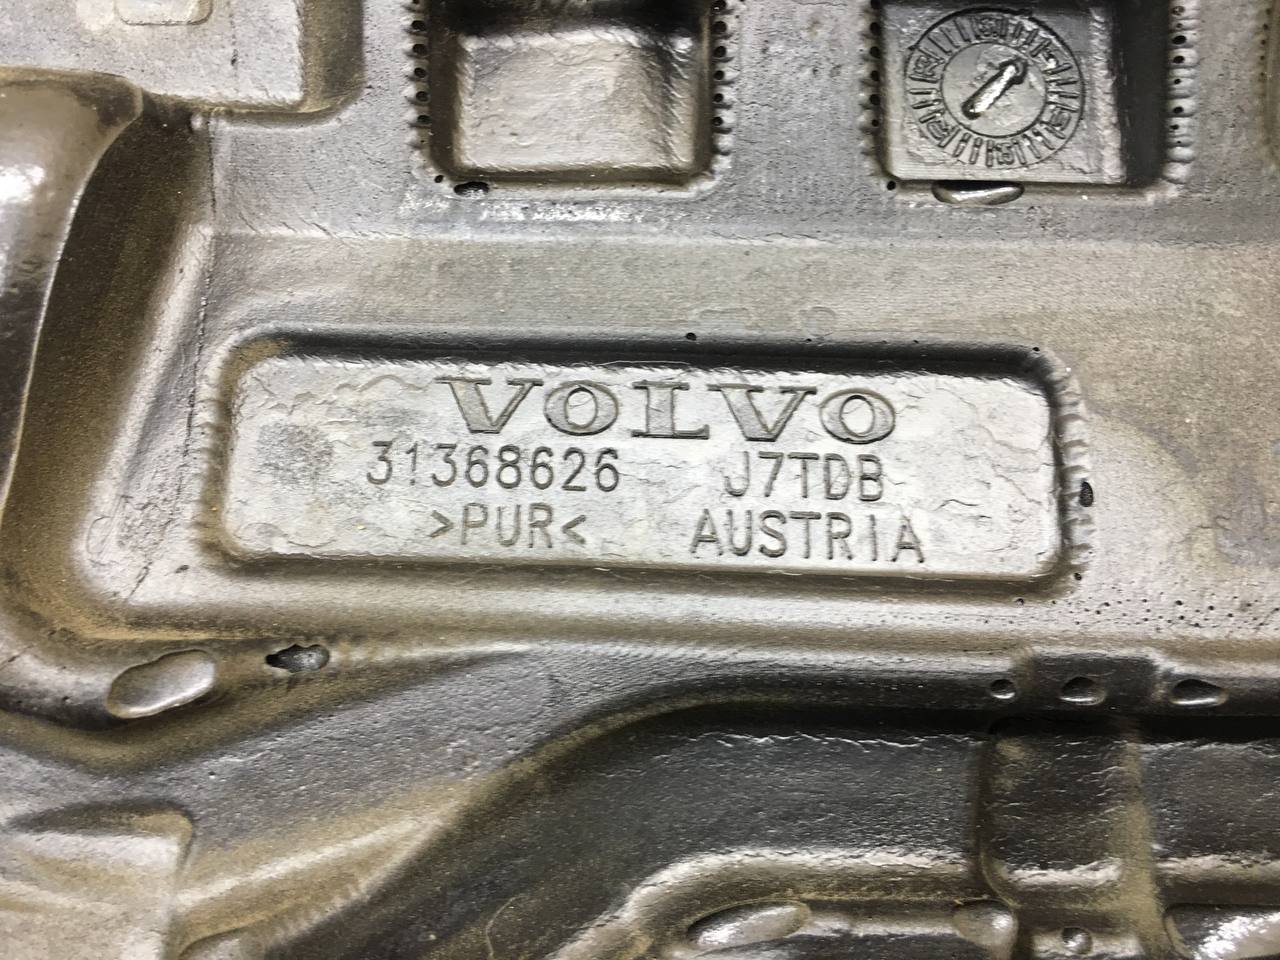 VOLVO
31368626 J7TDB
>PUR< AUSTRIA